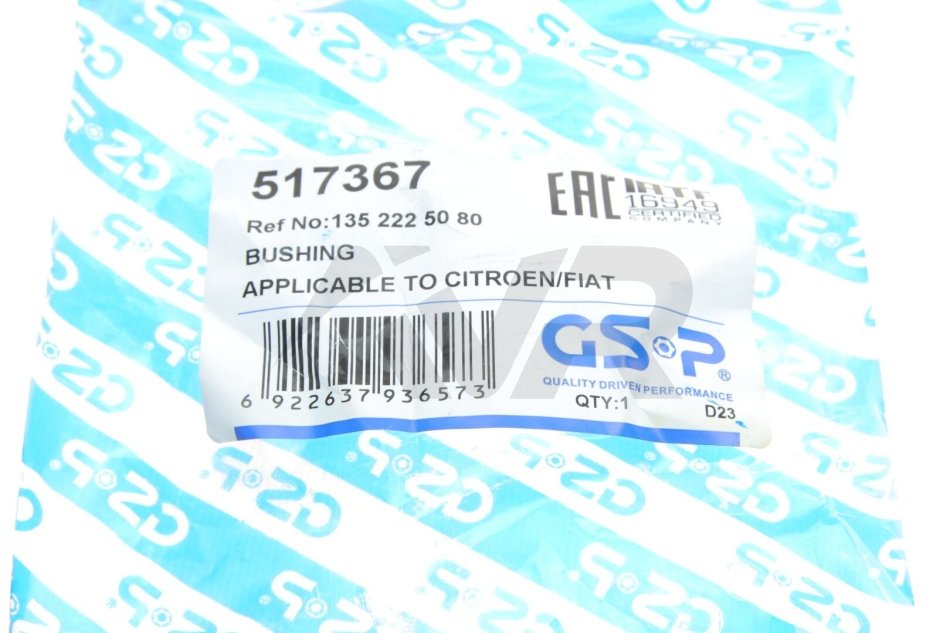 517367
Ref No:135 222 50 80
BUSHING
APPLICABLE TO CITROEN/FIAT
EAC
IATF
16949
CERTIFIED
COMPANY
6 922637 936573
GSP®
QUALITY DRIVEN PERFORMANCE
QTY:1
D23